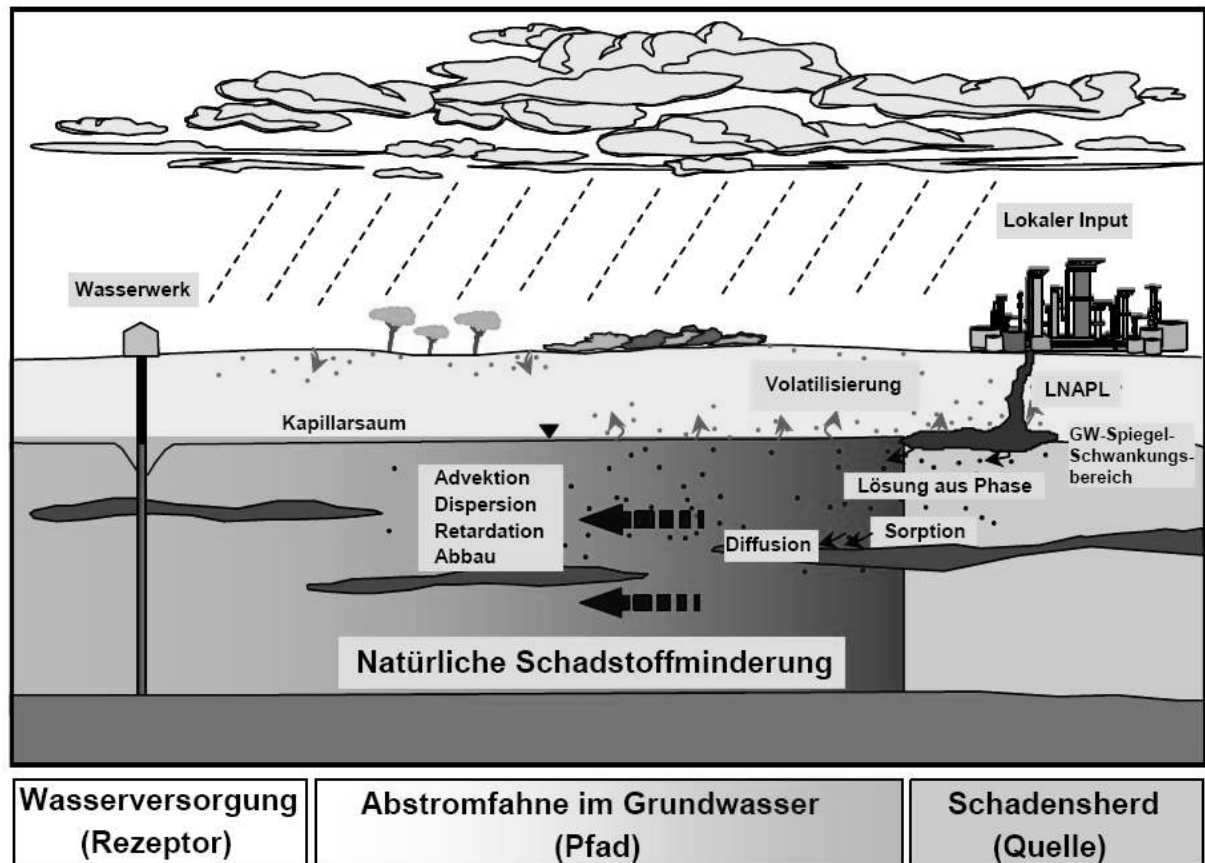 Lokaler Input
Wasserwerk
Volatilisierung
LNAPL
Kapillarsaum
GW-Spiegel-
Schwankungs-
bereich
Advektion
Dispersion
Retardation
Abbau
Lösung aus Phase
Diffusion
Sorption
Natürliche Schadstoffminderung
Wasserversorgung
(Rezeptor)
Abstromfahne im Grundwasser
(Pfad)
Schadensherd
(Quelle)